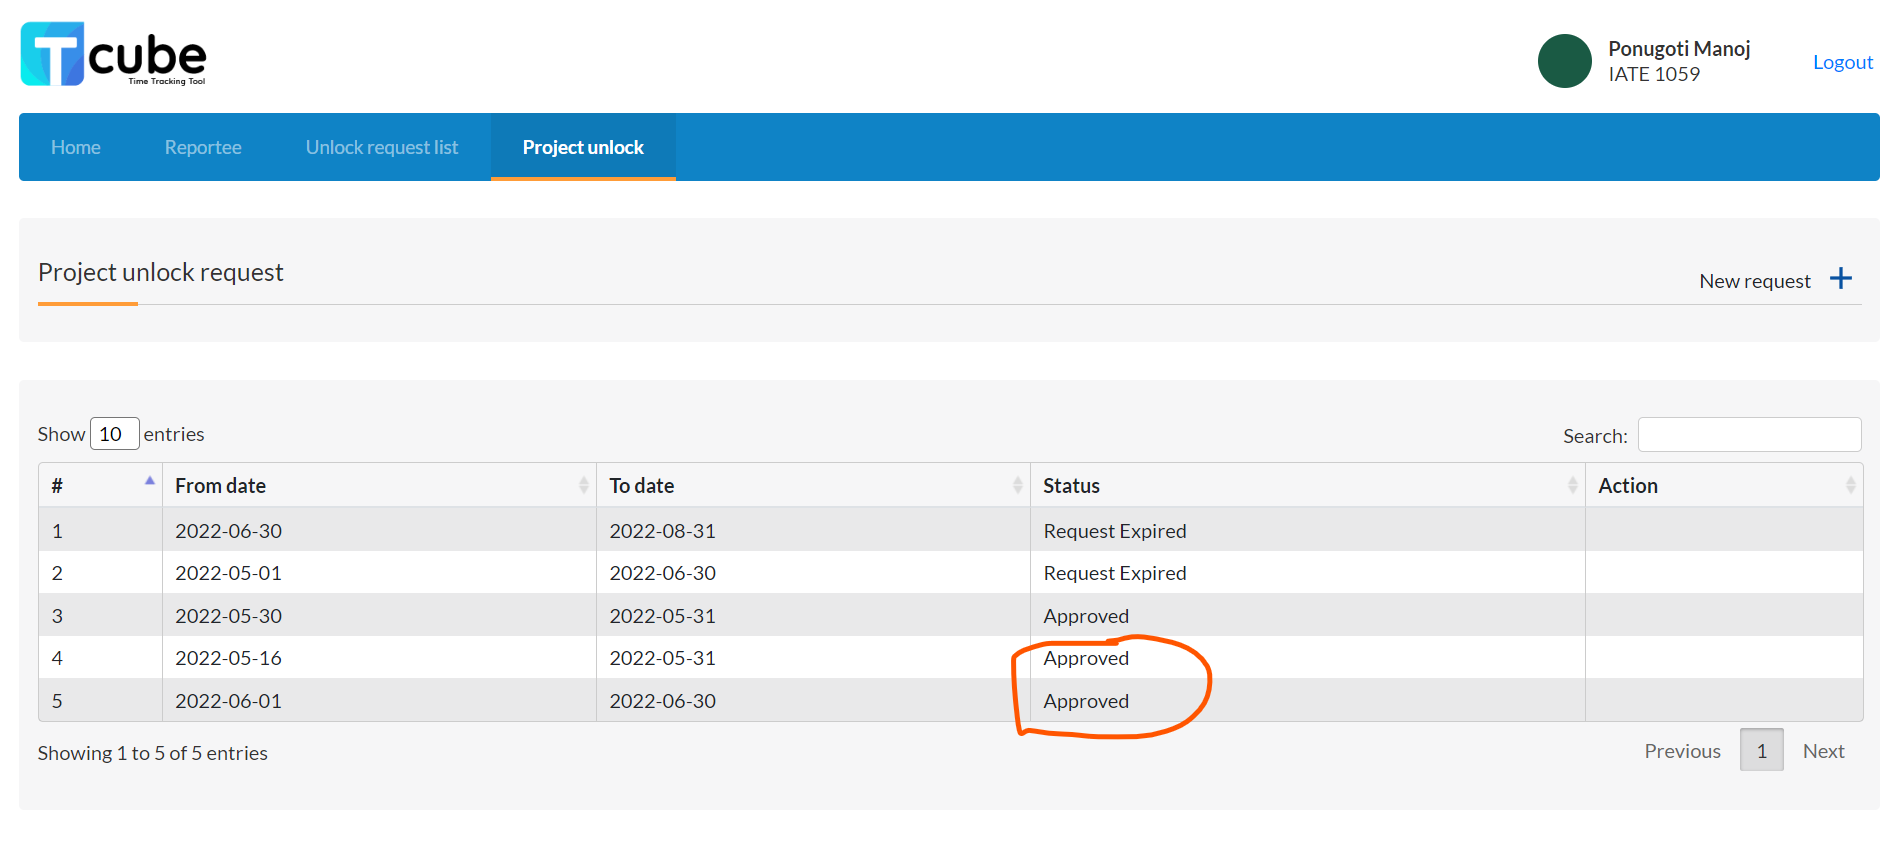 Tcube
Time Tracking Tool
Ponugoti Manoj
IATE 1059
Logout
Home Reportee Unlock request list Project unlock
Project unlock request
New request
Show 10 entries
Search:
# From date To date Status Action
1 2022-06-30 2022-08-31 Request Expired
2 2022-05-01 2022-06-30 Request Expired
3 2022-05-30 2022-05-31 Approved
4 2022-05-16 2022-05-31 Approved
5 2022-06-01 2022-06-30 Approved
Showing 1 to 5 of 5 entries
Previous 1 Next